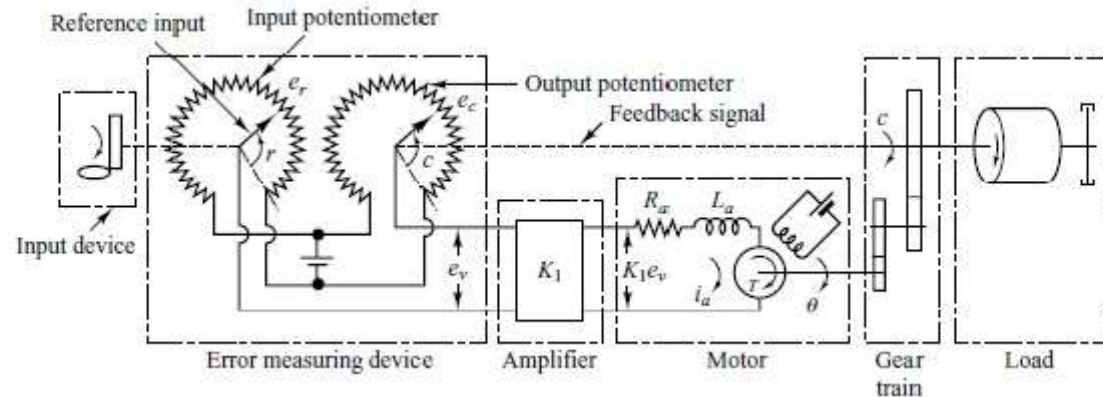 Reference input
Input potentiometer
e_r
r
Output potentiometer
e_c
c
Feedback signal
c
Input device
e_v
K_1
K_1e_v
R_a
L_a
i_a
T
θ
Error measuring device
Amplifier
Motor
Gear
train
Load